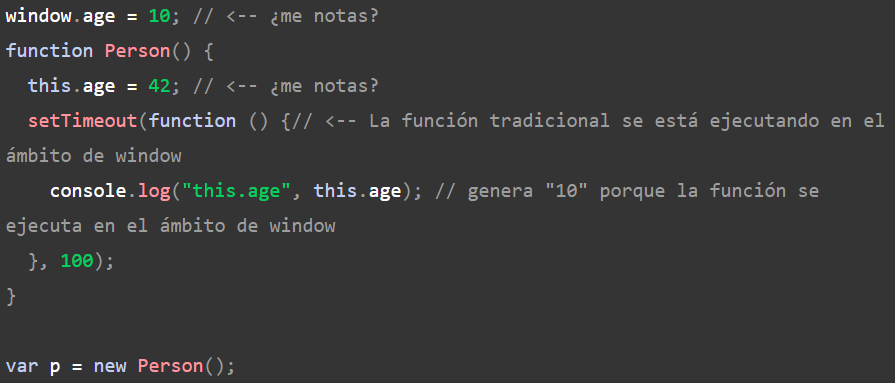 window.age = 10; // <-- ¿me notas?
function Person() {
  this.age = 42; // <-- ¿me notas?
  setTimeout(function () {// <-- La función tradicional se está ejecutando en el
ámbito de window
    console.log("this.age", this.age); // genera "10" porque la función se
ejecuta en el ámbito de window
  }, 100);
}

var p = new Person();